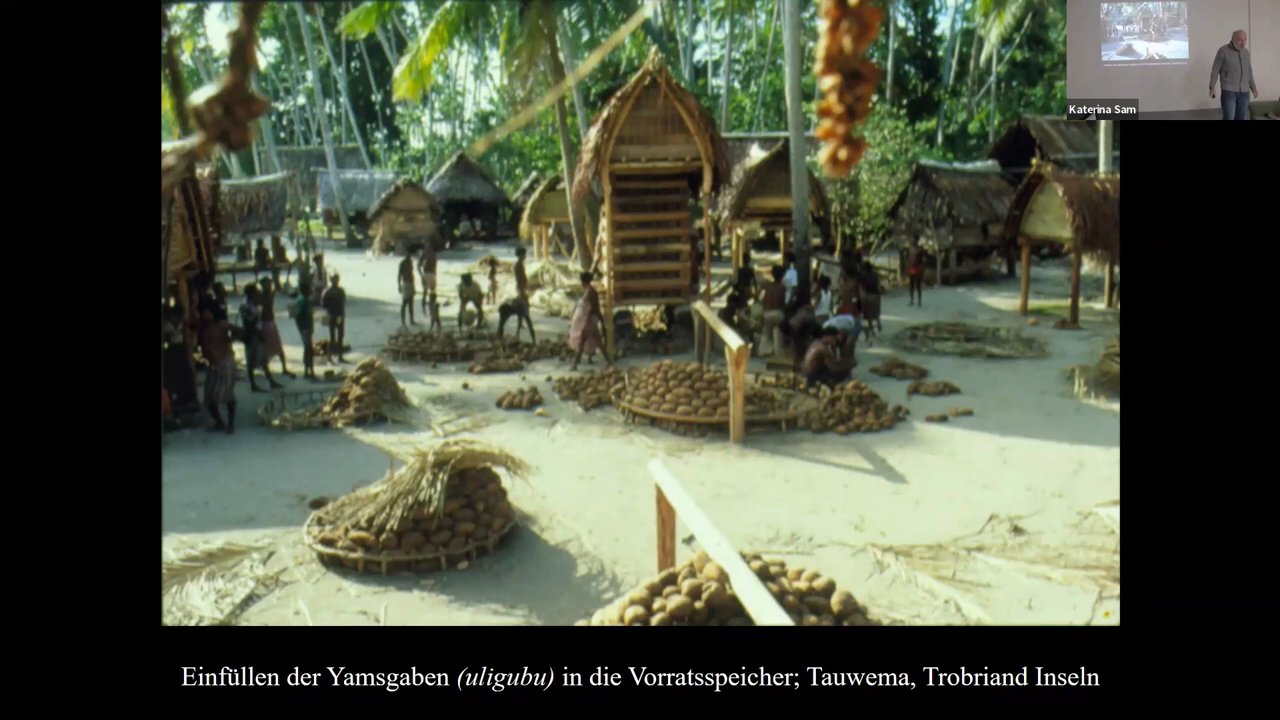 Katerina Sam
Einfüllen der Yamsgaben (uligubu) in die Vorratsspeicher; Tauwema, Trobriand Inseln